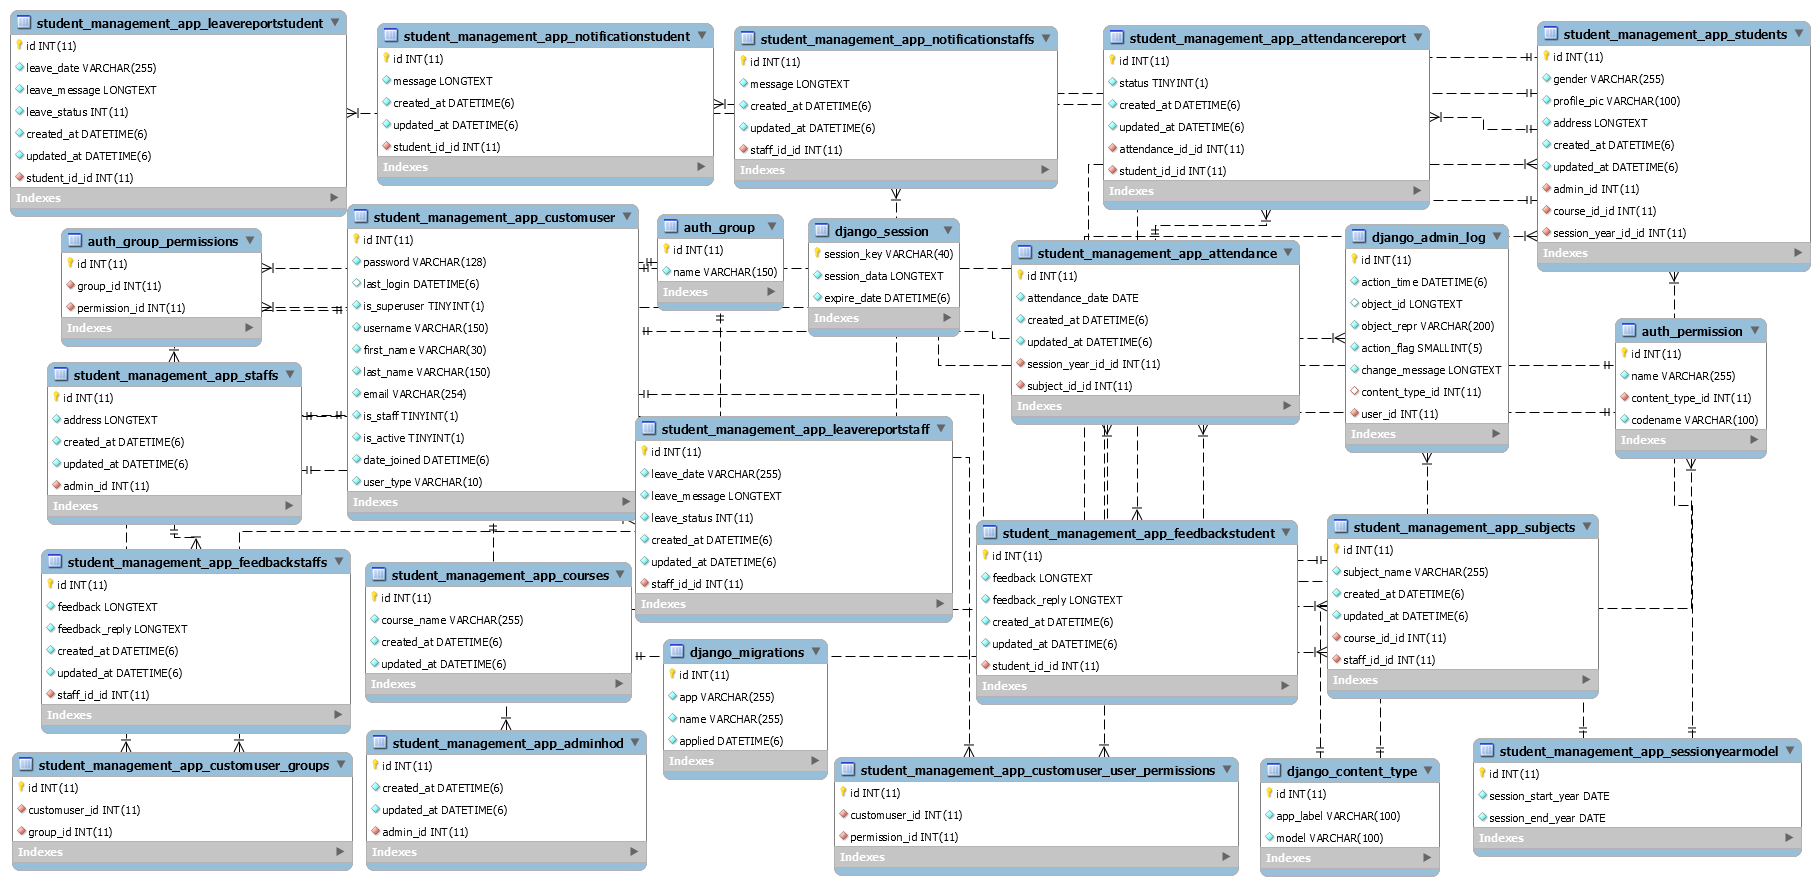 student_management_app_leavereportstudent
id INT(11)
leave_date VARCHAR(255)
leave_message LONGTEXT
leave_status INT(11)
created_at DATETIME(6)
updated_at DATETIME(6)
student_id_id INT(11)
Indexes
student_management_app_notificationstudent
id INT(11)
message LONGTEXT
created_at DATETIME(6)
updated_at DATETIME(6)
student_id_id INT(11)
Indexes
student_management_app_notificationstaffs
id INT(11)
message LONGTEXT
created_at DATETIME(6)
updated_at DATETIME(6)
staff_id_id INT(11)
Indexes
student_management_app_attendancereport
id INT(11)
status TINYINT(1)
created_at DATETIME(6)
updated_at DATETIME(6)
attendance_id_id INT(11)
student_id_id INT(11)
Indexes
student_management_app_students
id INT(11)
gender VARCHAR(255)
profile_pic VARCHAR(100)
address LONGTEXT
created_at DATETIME(6)
updated_at DATETIME(6)
admin_id INT(11)
course_id_id INT(11)
session_year_id_id INT(11)
Indexes
auth_group_permissions
id INT(11)
group_id INT(11)
permission_id INT(11)
Indexes
student_management_app_customuser
id INT(11)
password VARCHAR(128)
last_login DATETIME(6)
is_superuser TINYINT(1)
username VARCHAR(150)
first_name VARCHAR(30)
last_name VARCHAR(150)
email VARCHAR(254)
is_staff TINYINT(1)
is_active TINYINT(1)
date_joined DATETIME(6)
user_type VARCHAR(10)
Indexes
auth_group
id INT(11)
name VARCHAR(150)
Indexes
django_session
session_key VARCHAR(40)
session_data LONGTEXT
expire_date DATETIME(6)
Indexes
student_management_app_attendance
id INT(11)
attendance_date DATE
created_at DATETIME(6)
updated_at DATETIME(6)
session_year_id_id INT(11)
subject_id_id INT(11)
Indexes
django_admin_log
id INT(11)
action_time DATETIME(6)
object_id LONGTEXT
object_repr VARCHAR(200)
action_flag SMALLINT(5)
change_message LONGTEXT
content_type_id INT(11)
user_id INT(11)
Indexes
auth_permission
id INT(11)
name VARCHAR(255)
content_type_id INT(11)
codename VARCHAR(100)
Indexes
student_management_app_staffs
id INT(11)
address LONGTEXT
created_at DATETIME(6)
updated_at DATETIME(6)
admin_id INT(11)
Indexes
student_management_app_leavereportstaff
id INT(11)
leave_date VARCHAR(255)
leave_message LONGTEXT
leave_status INT(11)
created_at DATETIME(6)
updated_at DATETIME(6)
staff_id_id INT(11)
Indexes
student_management_app_feedbackstaffs
id INT(11)
feedback LONGTEXT
feedback_reply LONGTEXT
created_at DATETIME(6)
updated_at DATETIME(6)
staff_id_id INT(11)
Indexes
student_management_app_courses
id INT(11)
course_name VARCHAR(255)
created_at DATETIME(6)
updated_at DATETIME(6)
Indexes
student_management_app_feedbackstudent
id INT(11)
feedback LONGTEXT
feedback_reply LONGTEXT
created_at DATETIME(6)
updated_at DATETIME(6)
student_id_id INT(11)
Indexes
student_management_app_subjects
id INT(11)
subject_name VARCHAR(255)
created_at DATETIME(6)
updated_at DATETIME(6)
course_id_id INT(11)
staff_id_id INT(11)
Indexes
django_migrations
id INT(11)
app VARCHAR(255)
name VARCHAR(255)
applied DATETIME(6)
Indexes
student_management_app_customuser_groups
id INT(11)
customuser_id INT(11)
group_id INT(11)
Indexes
student_management_app_adminhod
id INT(11)
created_at DATETIME(6)
updated_at DATETIME(6)
admin_id INT(11)
Indexes
student_management_app_customuser_user_permissions
id INT(11)
customuser_id INT(11)
permission_id INT(11)
Indexes
django_content_type
id INT(11)
app_label VARCHAR(100)
model VARCHAR(100)
Indexes
student_management_app_sessionyearmodel
id INT(11)
session_start_year DATE
session_end_year DATE
Indexes